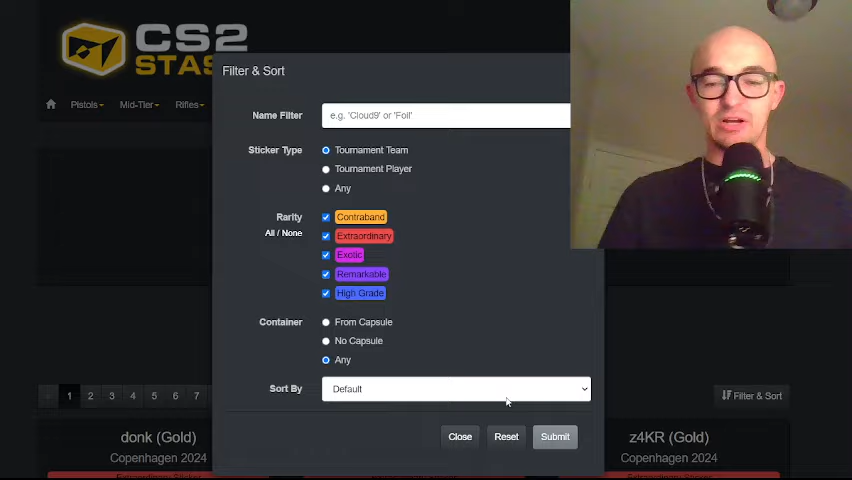 CS2
STAS
Filter & Sort
Pistols
Mid-Tier
Rifles
Name Filter
e.g. 'Cloud9' or 'Foil'
Sticker Type
Tournament Team
Tournament Player
Any
Rarity
All / None
Contraband
Extraordinary
Exotic
Remarkable
High Grade
Container
From Capsule
No Capsule
Any
Sort By
Default
« 1 2 3 4 5 6 7
Filter & Sort
Close
Reset
Submit
donk (Gold)
Copenhagen 2024
z4KR (Gold)
Copenhagen 2024